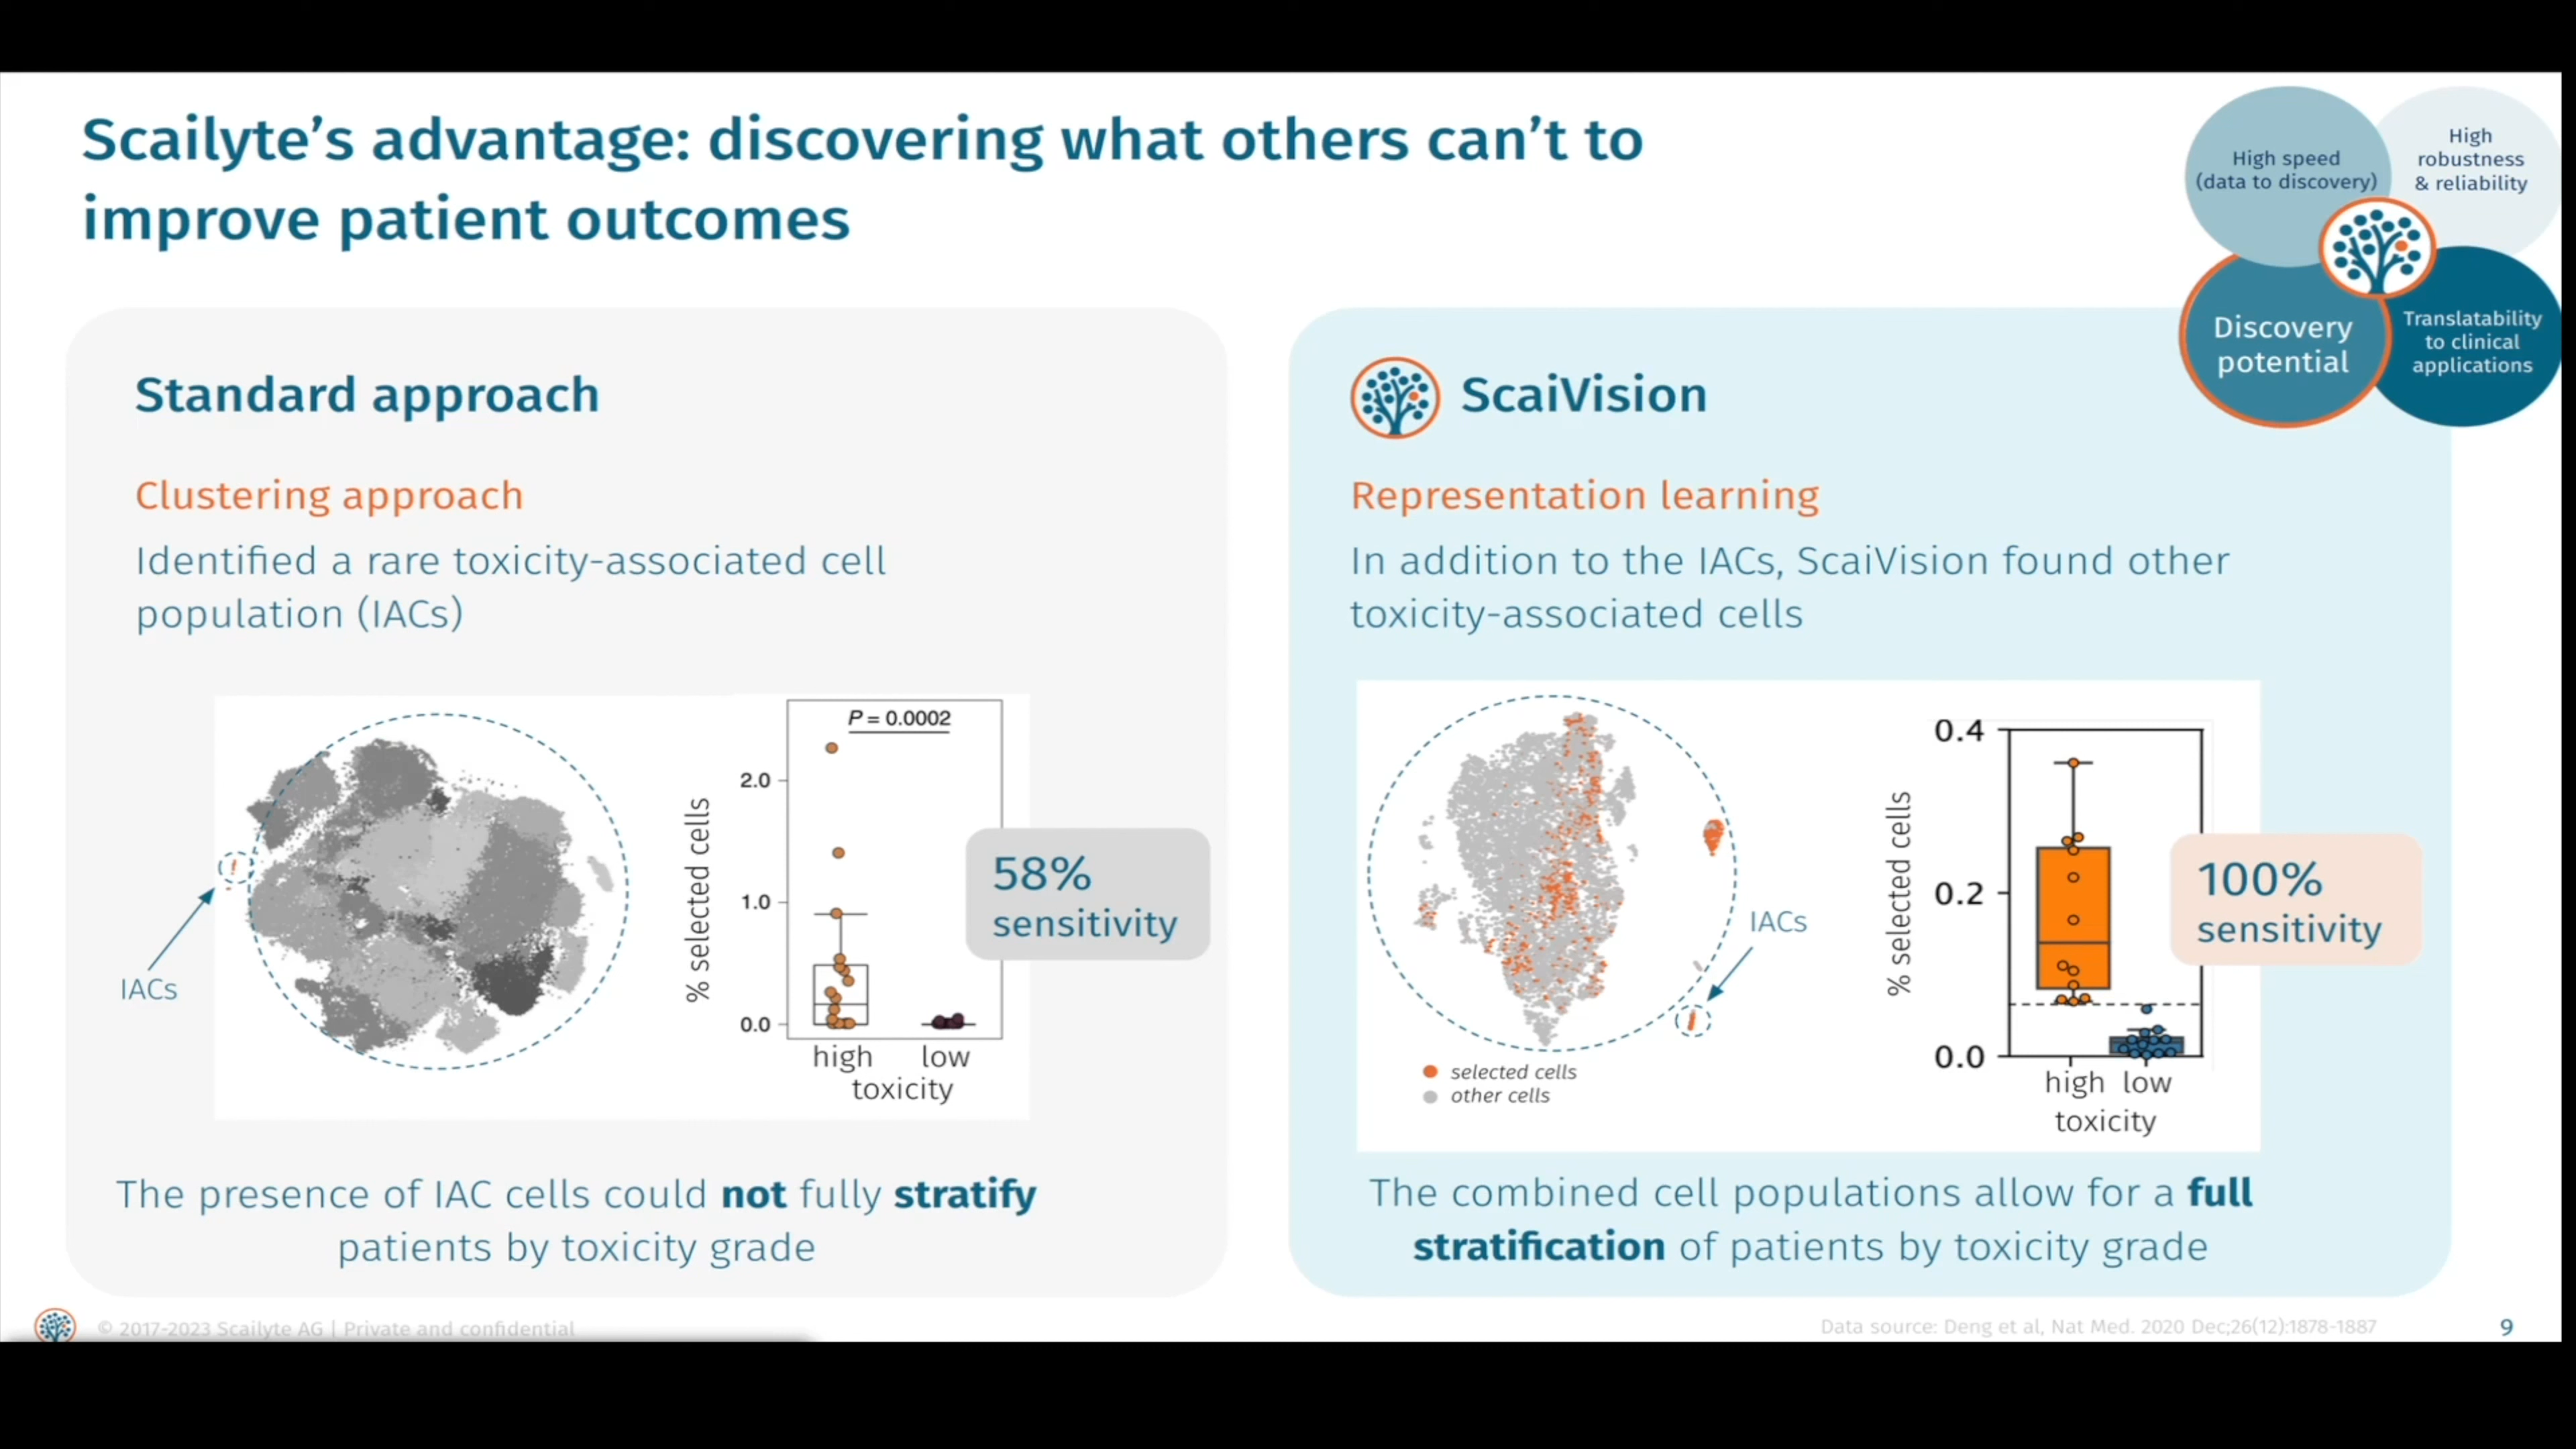 Scailyte’s advantage: discovering what others can’t to
improve patient outcomes
High speed
(data to discovery)
High
robustness
& reliability
Discovery
potential
Translatability
to clinical
applications
Standard approach
Clustering approach
Identified a rare toxicity-associated cell
population (IACs)
IACs
% selected cells
P = 0.0002
2.0
1.0
0.0
high low
toxicity
58%
sensitivity
The presence of IAC cells could not fully stratify
patients by toxicity grade
ScaiVision
Representation learning
In addition to the IACs, ScaiVision found other
toxicity-associated cells
IACs
selected cells
other cells
% selected cells
0.4
0.2
0.0
high low
toxicity
100%
sensitivity
The combined cell populations allow for a full
stratification of patients by toxicity grade
© 2017-2023 Scailyte AG | Private and confidential
Data source: Deng et al, Nat Med. 2020 Dec;26(12):1878-1887
9